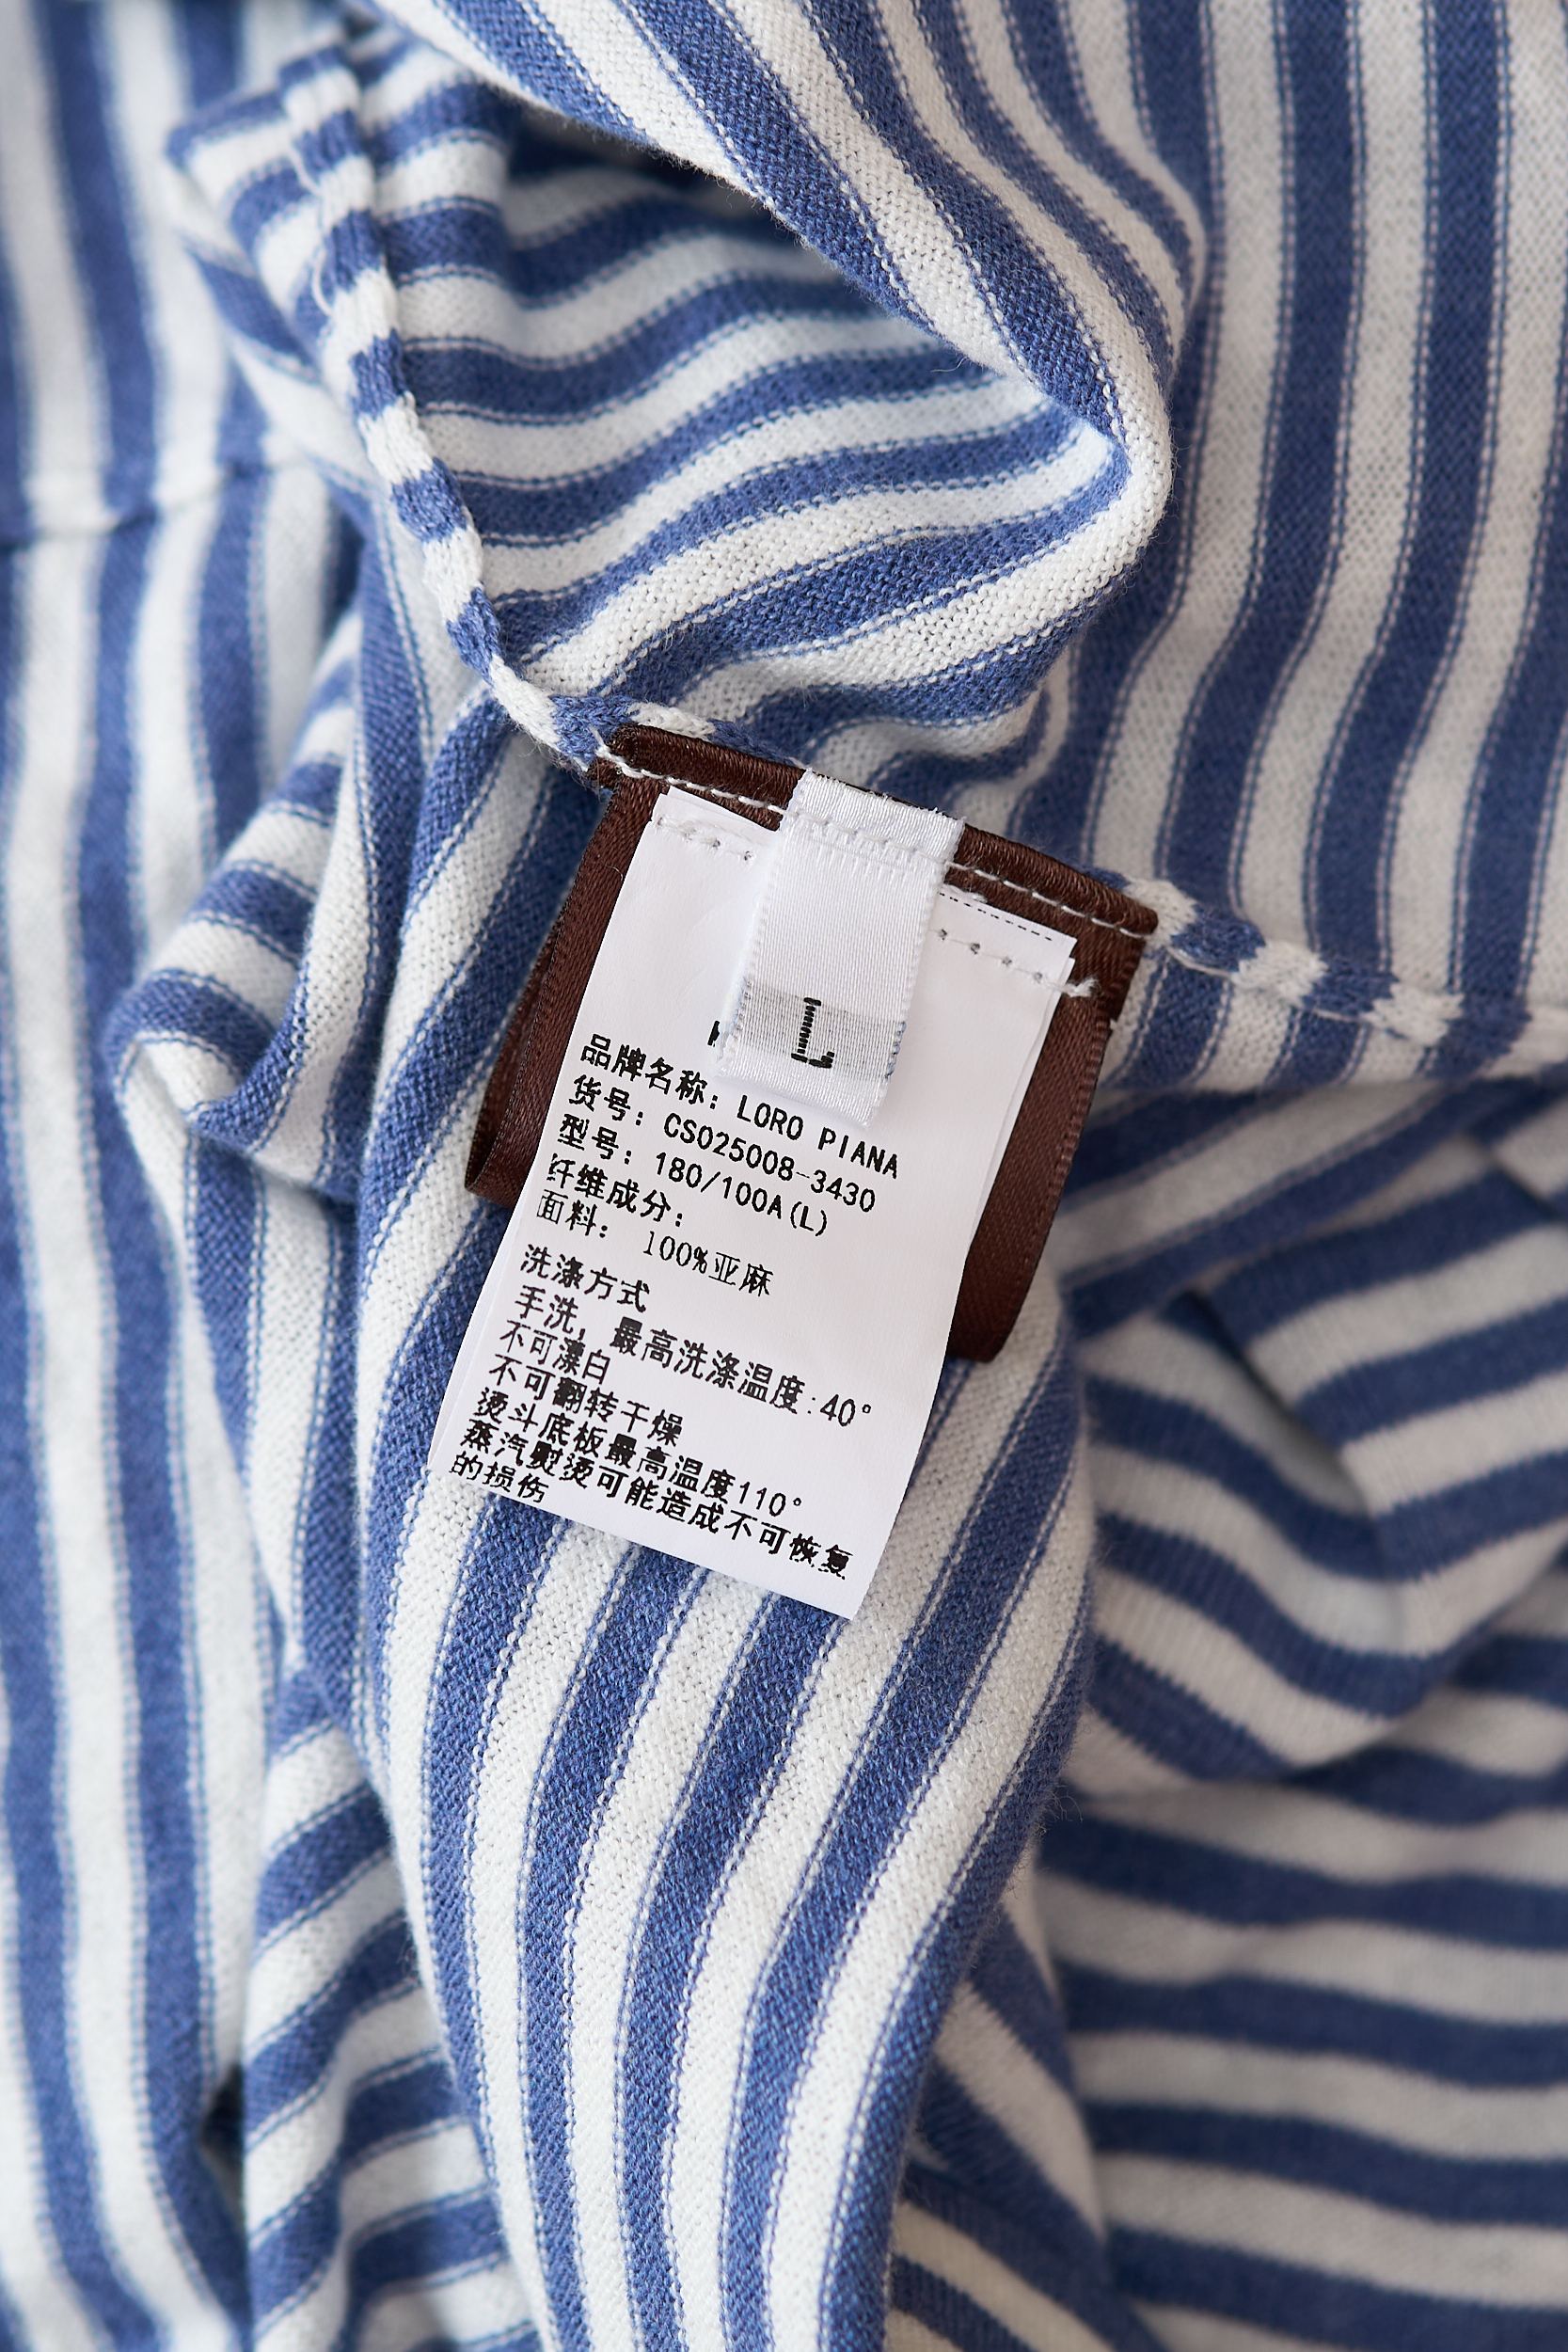 L
品牌名称: LORO PIANA
货号: CS025008-3430
型号: 180/100A(L)
纤维成分:
面料: 100%亚麻
洗涤方式
手洗, 最高洗涤温度:40°
不可漂白
不可翻转干燥
烫斗底板最高温度110°
蒸汽熨烫可能造成不可恢复
的损伤